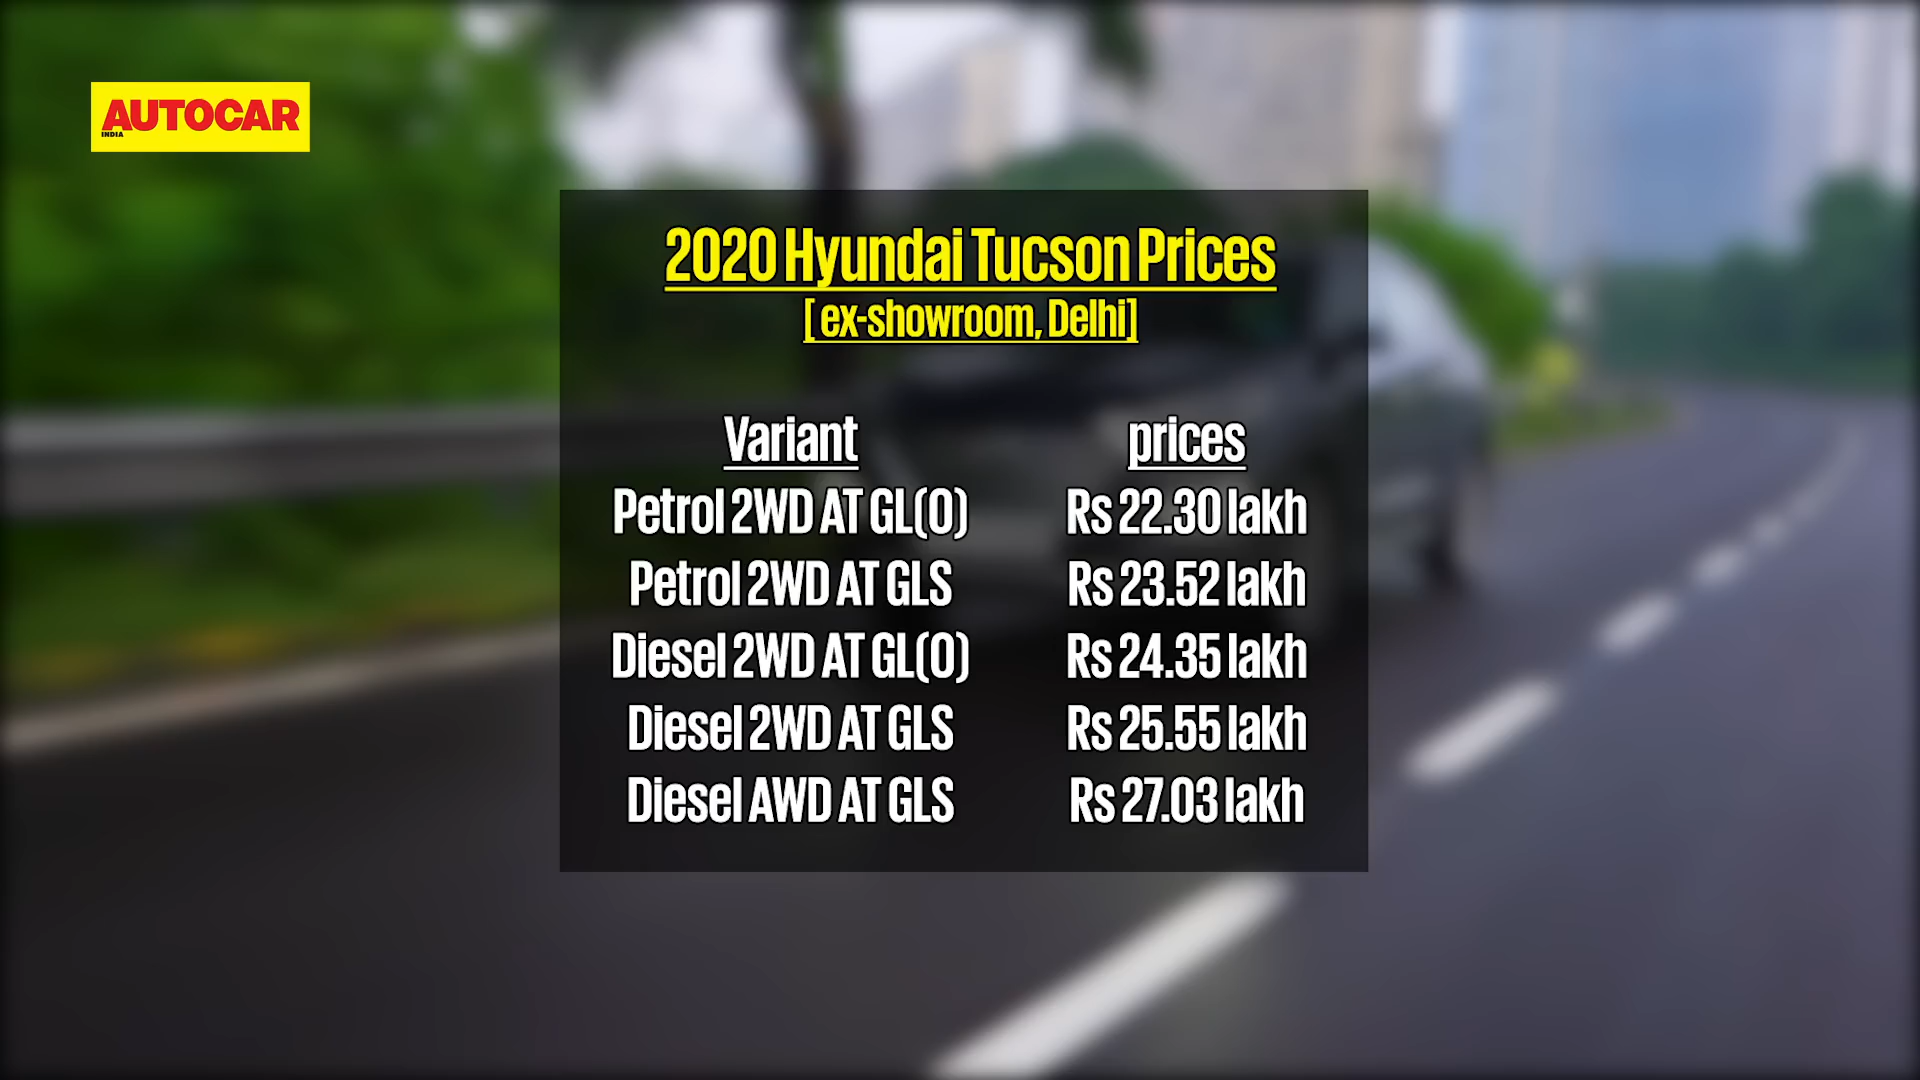 AUTOCAR
INDIA
2020 Hyundai Tucson Prices
[ ex-showroom, Delhi]
Variant prices
Petrol 2WD AT GL(O) Rs 22.30 lakh
Petrol 2WD AT GLS Rs 23.52 lakh
Diesel 2WD AT GL(O) Rs 24.35 lakh
Diesel 2WD AT GLS Rs 25.55 lakh
Diesel AWD AT GLS Rs 27.03 lakh